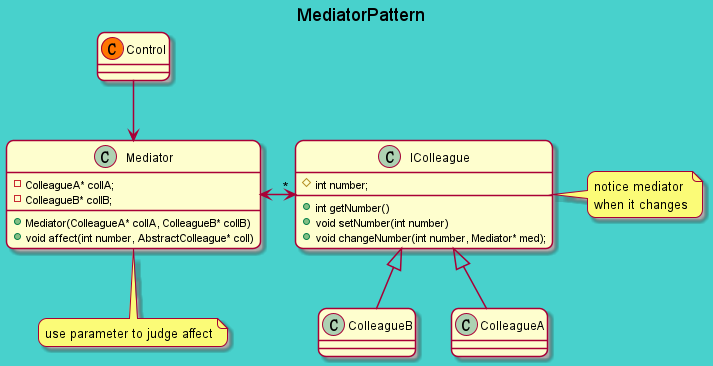 MediatorPattern
C Control
C Mediator
ColleagueA* collA;
ColleagueB* collB;
Mediator(ColleagueA* collA, ColleagueB* collB)
void affect(int number, AbstractColleague* coll)
*
C IColleague
int number;
int getNumber()
void setNumber(int number)
void changeNumber(int number, Mediator* med);
notice mediator
when it changes
use parameter to judge affect
C ColleagueB
C ColleagueA